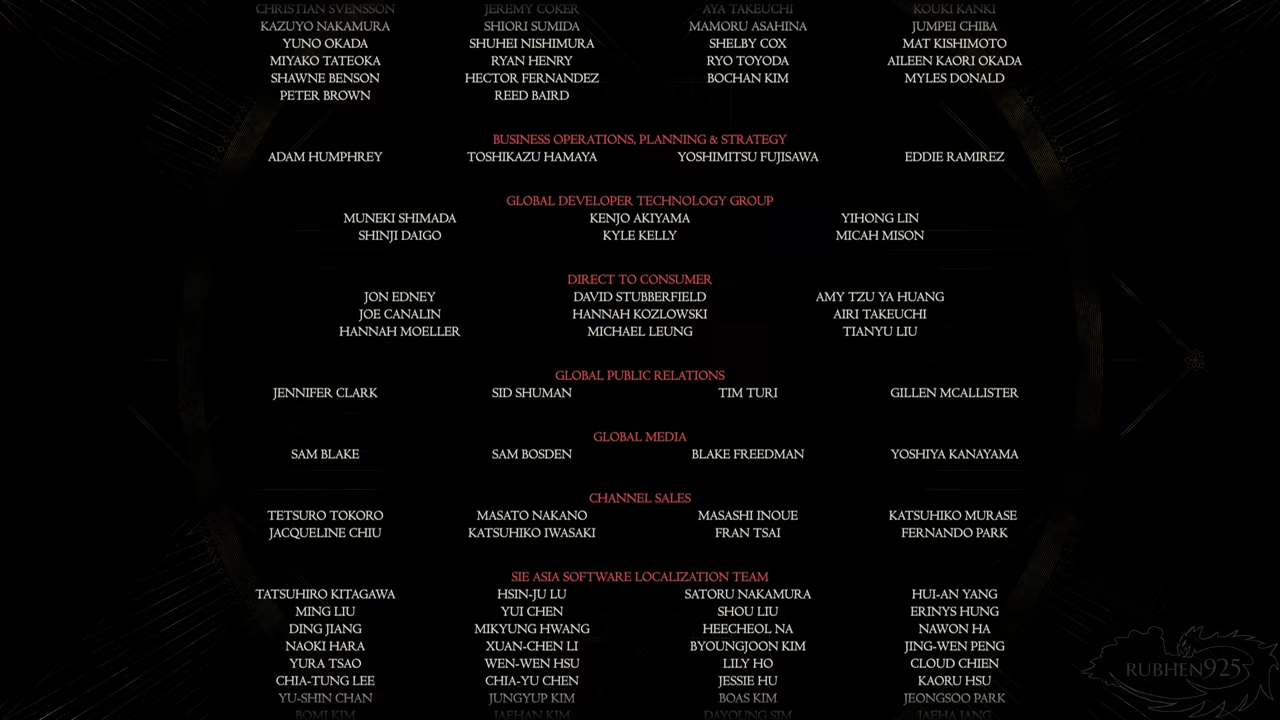 CHRISTIAN SVENSSON JEREMY COKER AYA TAKEUCHI KOUKI KANKI
KAZUYO NAKAMURA SHIORI SUMIDA MAMORU ASAHINA JUMPEI CHIBA
YUNO OKADA SHUHEI NISHIMURA SHELBY COX MAT KISHIMOTO
MIYAKO TATEOKA RYAN HENRY RYO TOYODA AILEEN KAORI OKADA
SHAWNE BENSON HECTOR FERNANDEZ BOCHAN KIM MYLES DONALD
PETER BROWN REED BAIRD
BUSINESS OPERATIONS, PLANNING & STRATEGY
ADAM HUMPHREY TOSHIKAZU HAMAYA YOSHIMITSU FUJISAWA EDDIE RAMIREZ
GLOBAL DEVELOPER TECHNOLOGY GROUP
MUNEKI SHIMADA KENJO AKIYAMA YIHONG LIN
SHINJI DAIGO KYLE KELLY MICAH MISON
DIRECT TO CONSUMER
JON EDNEY DAVID STUBBERFIELD AMY TZU YA HUANG
JOE CANALIN HANNAH KOZLOWSKI AIRI TAKEUCHI
HANNAH MOELLER MICHAEL LEUNG TIANYU LIU
GLOBAL PUBLIC RELATIONS
JENNIFER CLARK SID SHUMAN TIM TURI GILLEN MCALLISTER
GLOBAL MEDIA
SAM BLAKE SAM BOSDEN BLAKE FREEDMAN YOSHIYA KANAYAMA
CHANNEL SALES
TETSURO TOKORO MASATO NAKANO MASASHI INOUE KATSUHIKO MURASE
JACQUELINE CHIU KATSUHIKO IWASAKI FRAN TSAI FERNANDO PARK
SIE ASIA SOFTWARE LOCALIZATION TEAM
TATSUHIRO KITAGAWA HSIN-JU LU SATORU NAKAMURA HUI-AN YANG
MING LIU YUI CHEN SHOU LIU ERINYS HUNG
DING JIANG MIKYUNG HWANG HEECHEOL NA NAWON HA
NAOKI HARA XUAN-CHEN LI BYOUNGJOON KIM JING-WEN PENG
YURA TSAO WEN-WEN HSU LILY HO CLOUD CHIEN
CHIA-TUNG LEE CHIA-YU CHEN JESSIE HU KAORU HSU
YU-SHIN CHAN JUNGYUP KIM BOAS KIM JEONGSOO PARK
BOMI KIM JAEHAN KIM DAYOUNG SIM JAEHA JANG
RUBHEN925